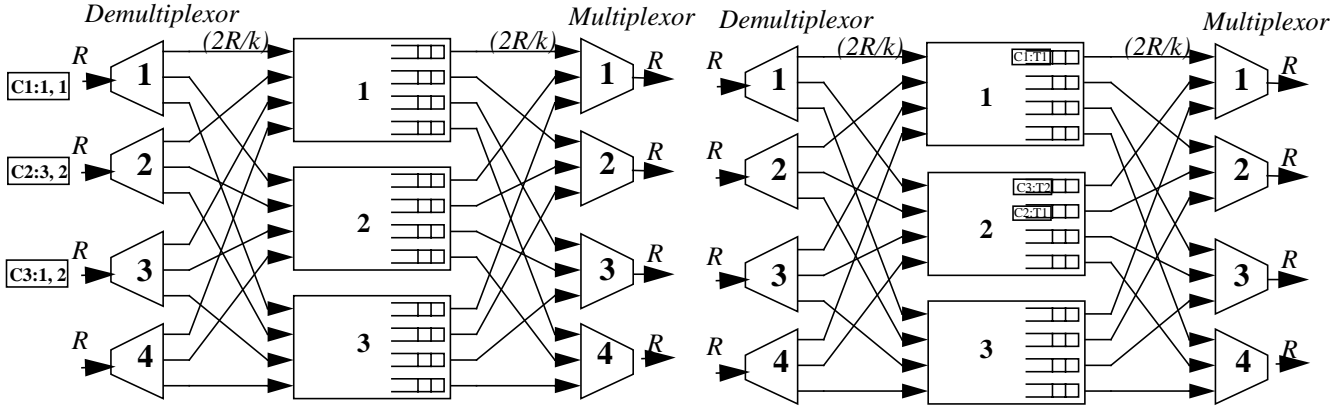 Demultiplexor
(2R/k)
(2R/k)
Multiplexor
R
C1:1, 1
1
1
1
R
R
C2:3, 2
2
2
R
R
C3:1, 2
3
2
3
R
R
4
3
4
R
Demultiplexor
(2R/k)
(2R/k)
Multiplexor
R
1
C1:T1
1
1
R
R
2
2
R
C3:T2
C2:T1
R
3
2
3
R
R
4
3
4
R